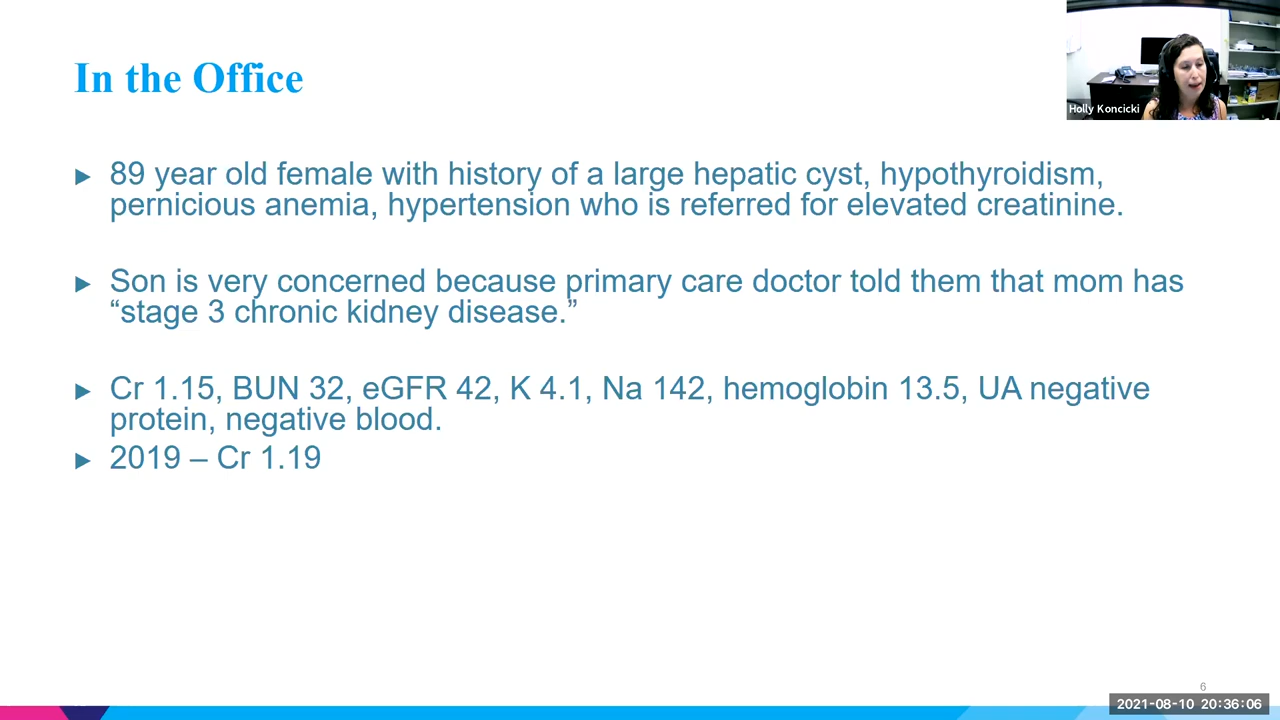 In the Office
Holly Koncicki
► 89 year old female with history of a large hepatic cyst, hypothyroidism,
pernicious anemia, hypertension who is referred for elevated creatinine.
► Son is very concerned because primary care doctor told them that mom has
“stage 3 chronic kidney disease.”
► Cr 1.15, BUN 32, eGFR 42, K 4.1, Na 142, hemoglobin 13.5, UA negative
protein, negative blood.
► 2019 – Cr 1.19
6
2021-08-10 20:36:06